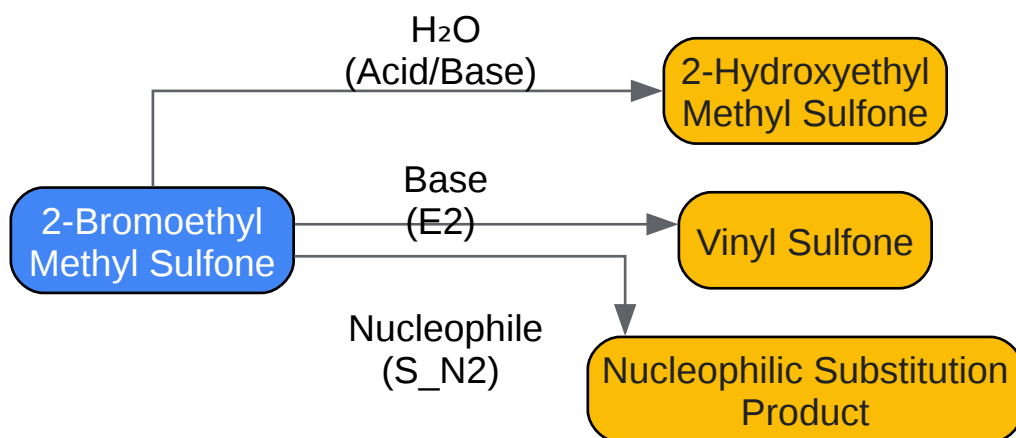 H₂O
(Acid/Base)
2-Hydroxyethyl
Methyl Sulfone
Base
(E2)
2-Bromoethyl
Methyl Sulfone
Vinyl Sulfone
Nucleophile
(S_N2)
Nucleophilic Substitution
Product